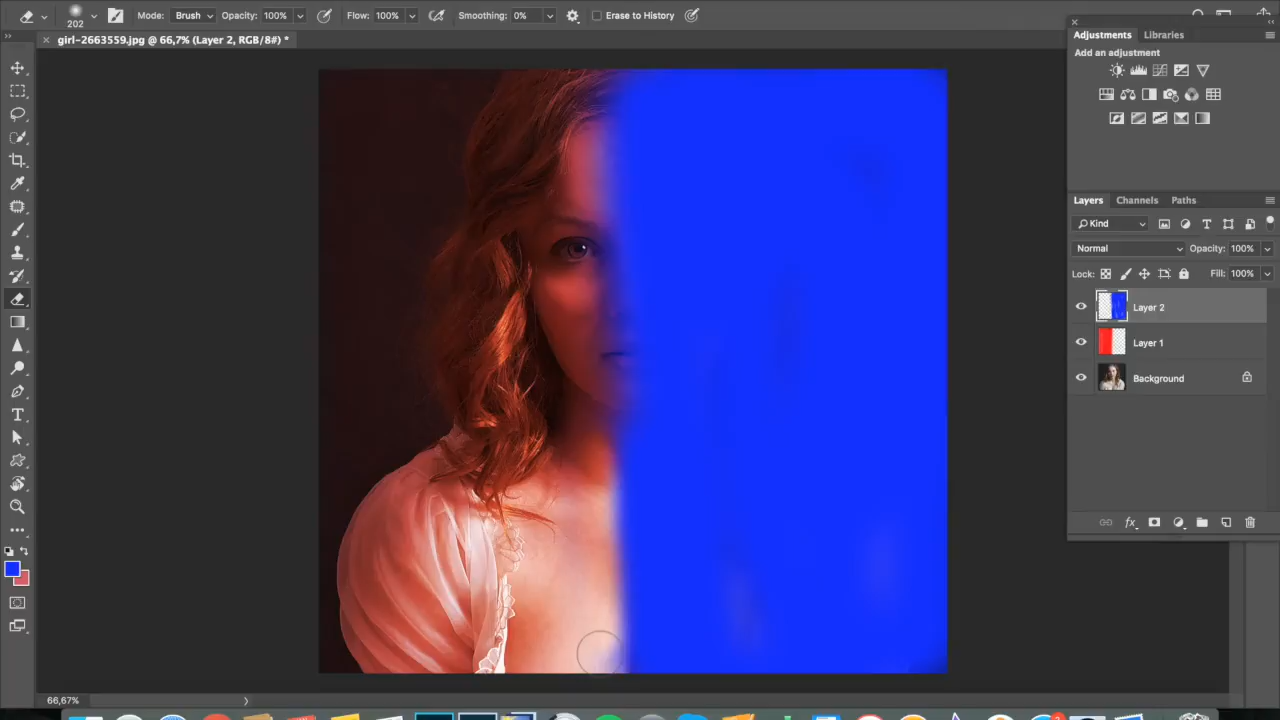 Mode: Brush Opacity: 100% Flow: 100% Smoothing: 0% Erase to History
202
girl-2663559.jpg @ 66,7% (Layer 2, RGB/8#) *
Adjustments Libraries
Add an adjustment
Layers Channels Paths
Kind
Normal Opacity: 100%
Lock: Fill: 100%
Layer 2
Layer 1
Background
66,67%